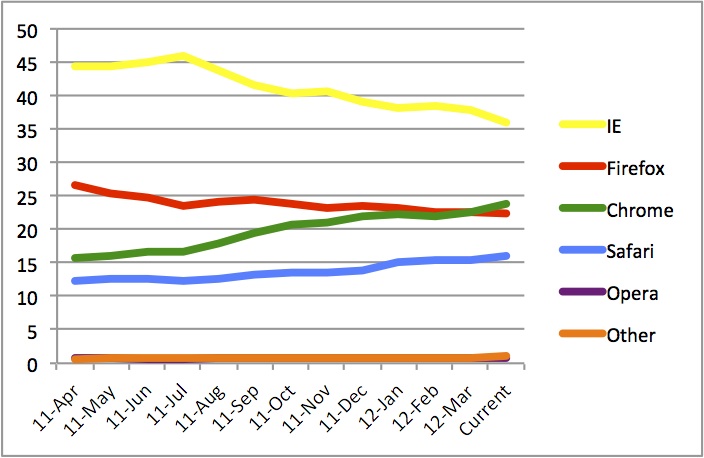 50
45
40
35
30
25
20
15
10
5
0
11-Apr
11-May
11-Jun
11-Jul
11-Aug
11-Sep
11-Oct
11-Nov
11-Dec
12-Jan
12-Feb
12-Mar
Current
IE
Firefox
Chrome
Safari
Opera
Other